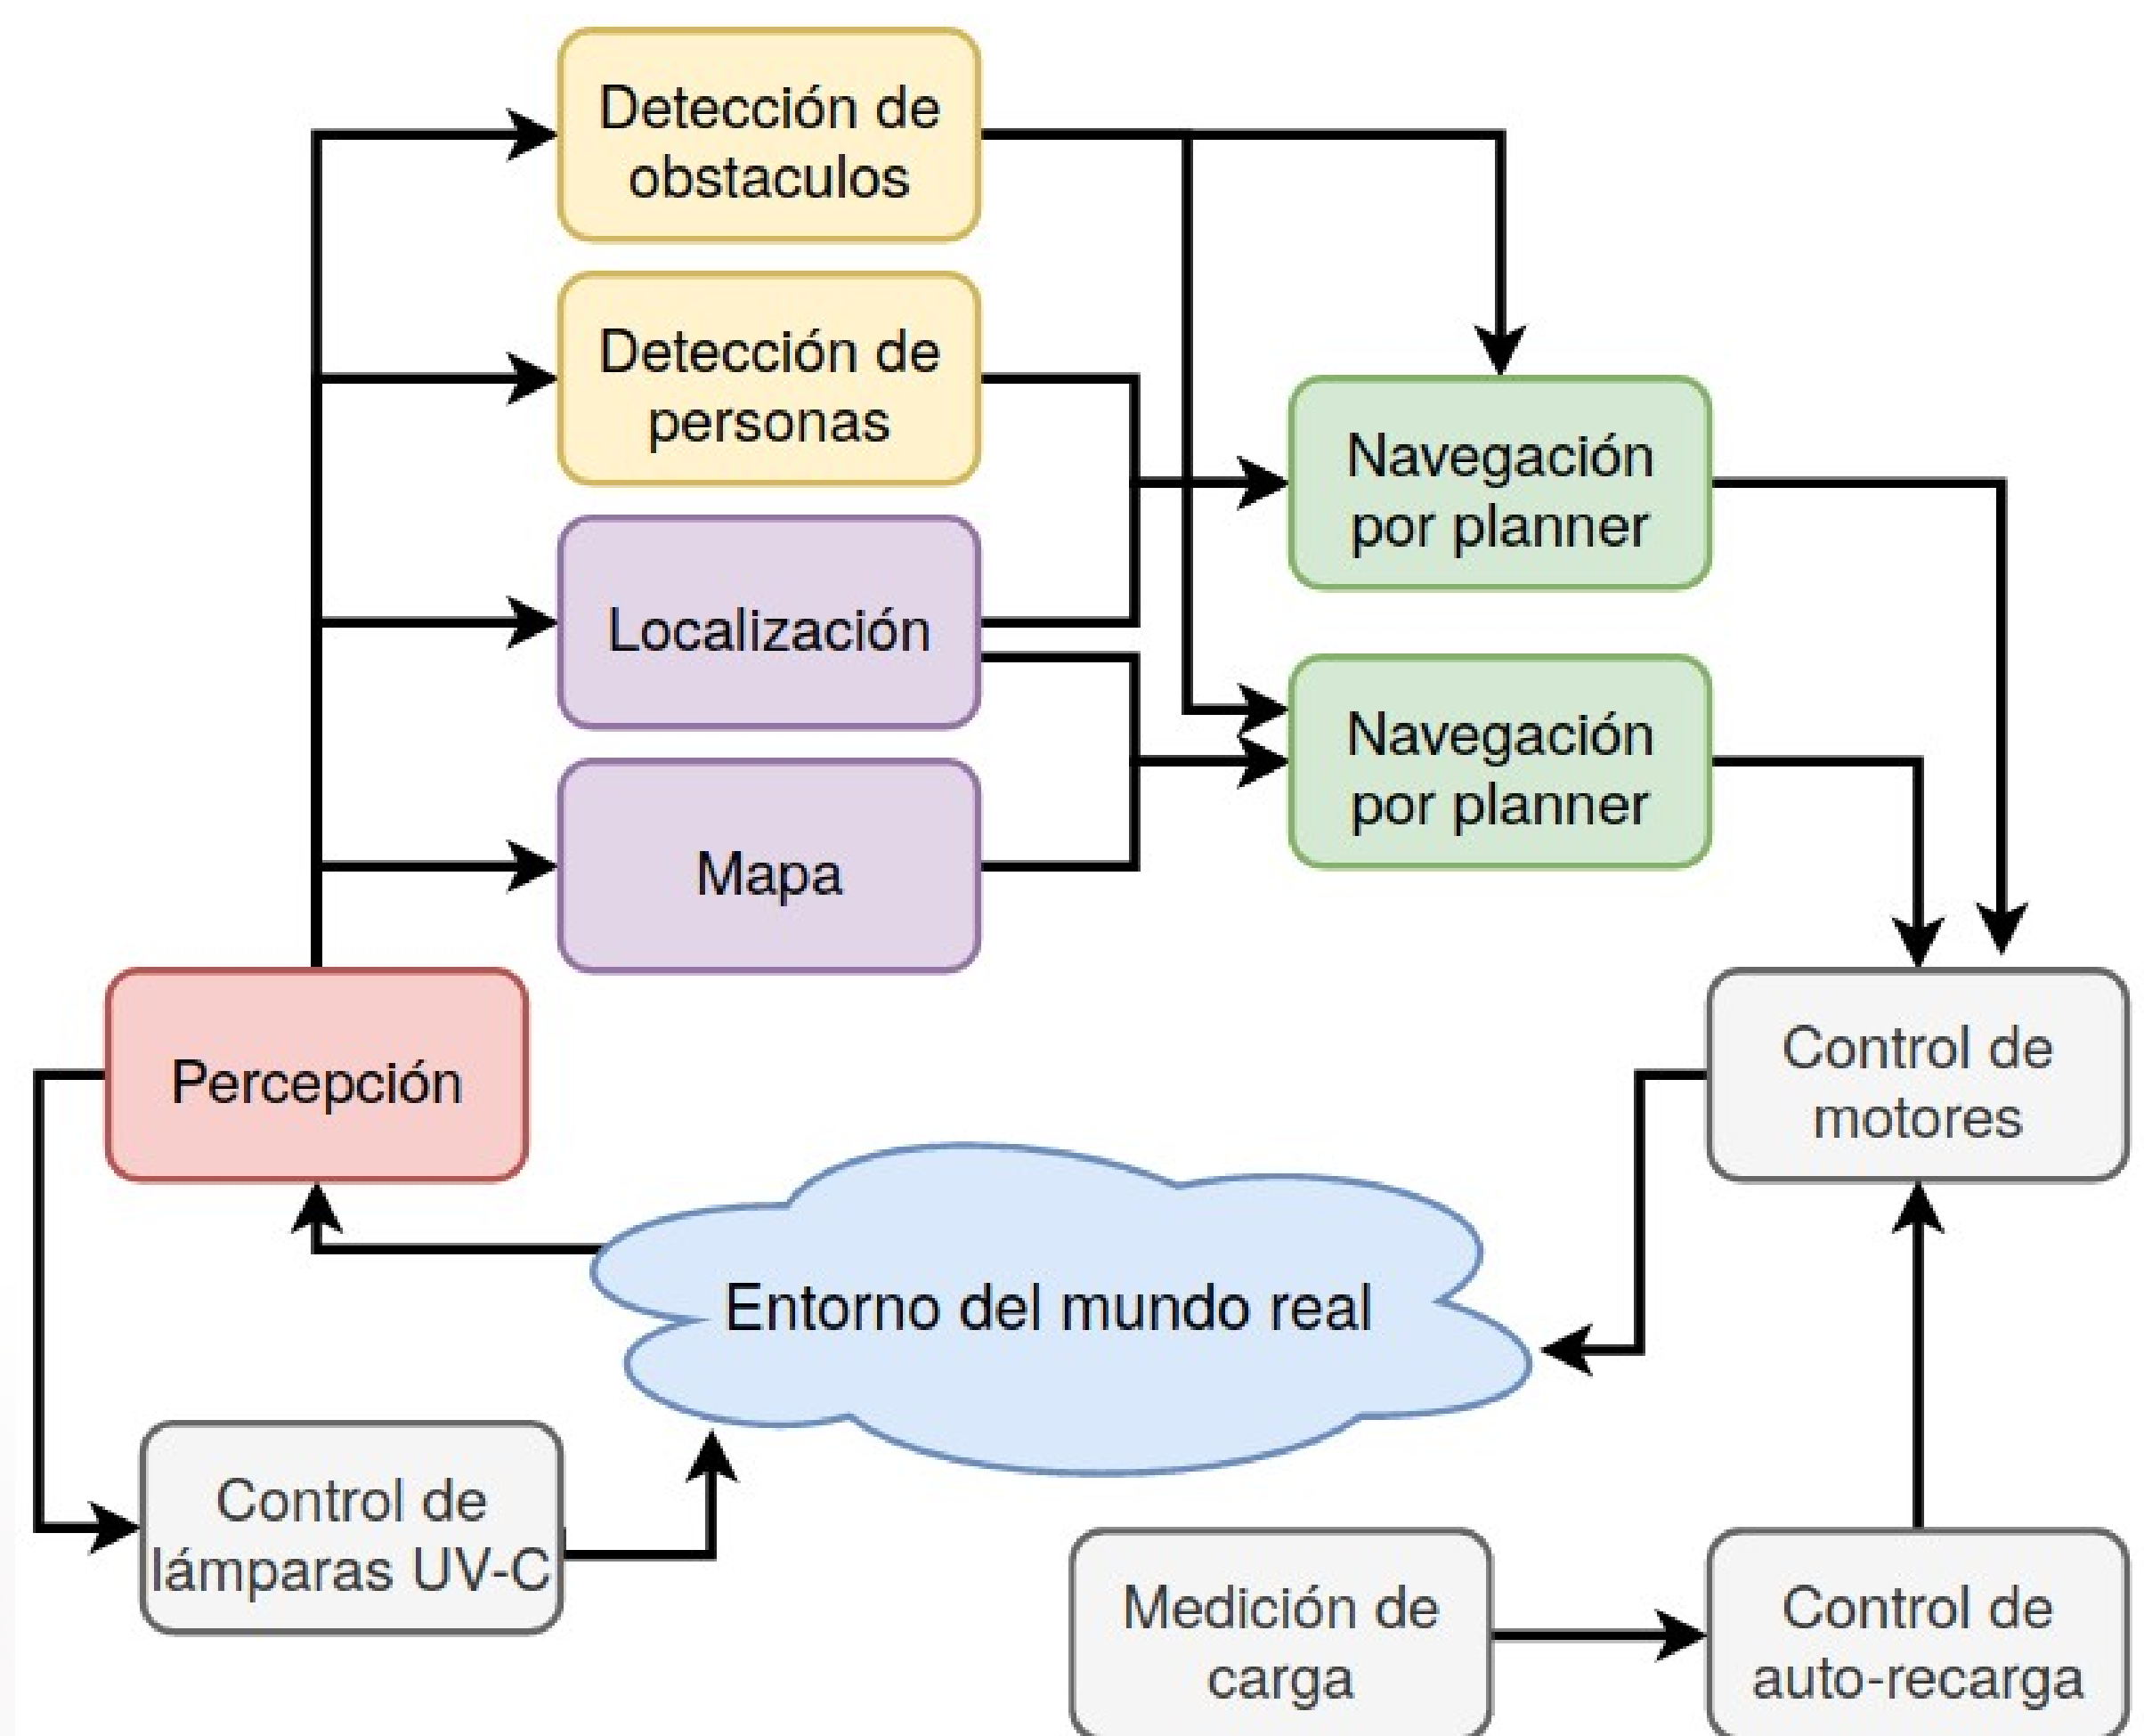 Detección de
obstaculos
Detección de
personas
Navegación
por planner
Localización
Navegación
por planner
Mapa
Percepción
Control de
motores
Entorno del mundo real
Control de
lámparas UV-C
Medición de
carga
Control de
auto-recarga